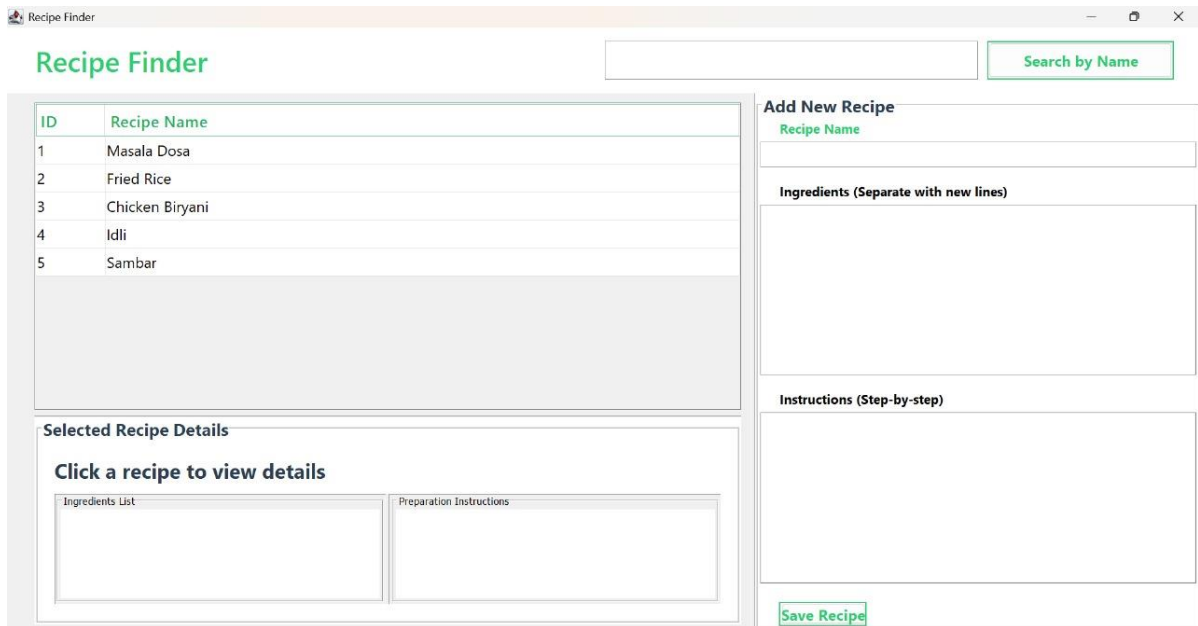 Recipe Finder
Recipe Finder
Search by Name
ID Recipe Name
1 Masala Dosa
2 Fried Rice
3 Chicken Biryani
4 Idli
5 Sambar
Selected Recipe Details
Click a recipe to view details
Ingredients List
Preparation Instructions
Add New Recipe
Recipe Name
Ingredients (Separate with new lines)
Instructions (Step-by-step)
Save Recipe